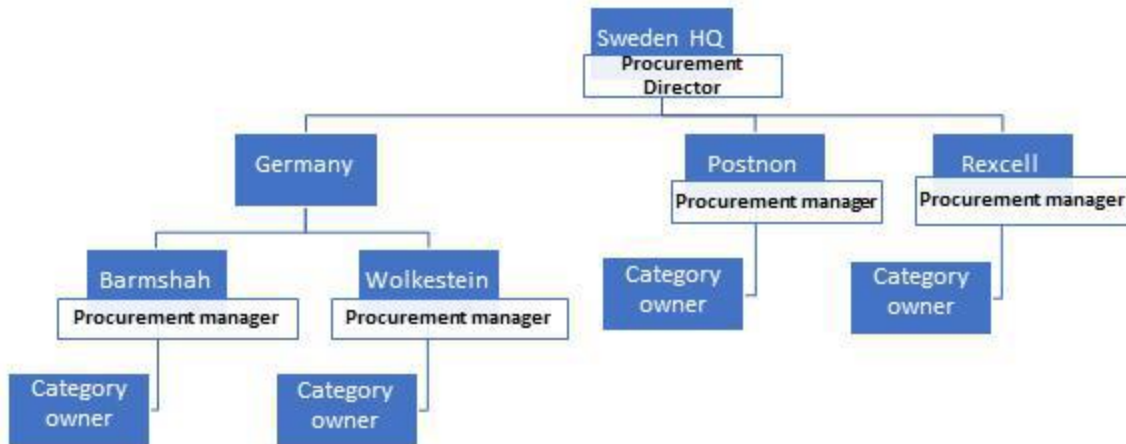 Sweden HQ
Procurement
Director
Germany
Postnon
Procurement manager
Rexcell
Procurement manager
Barmshah
Procurement manager
Wolkestein
Procurement manager
Category
owner
Category
owner
Category
owner
Category
owner